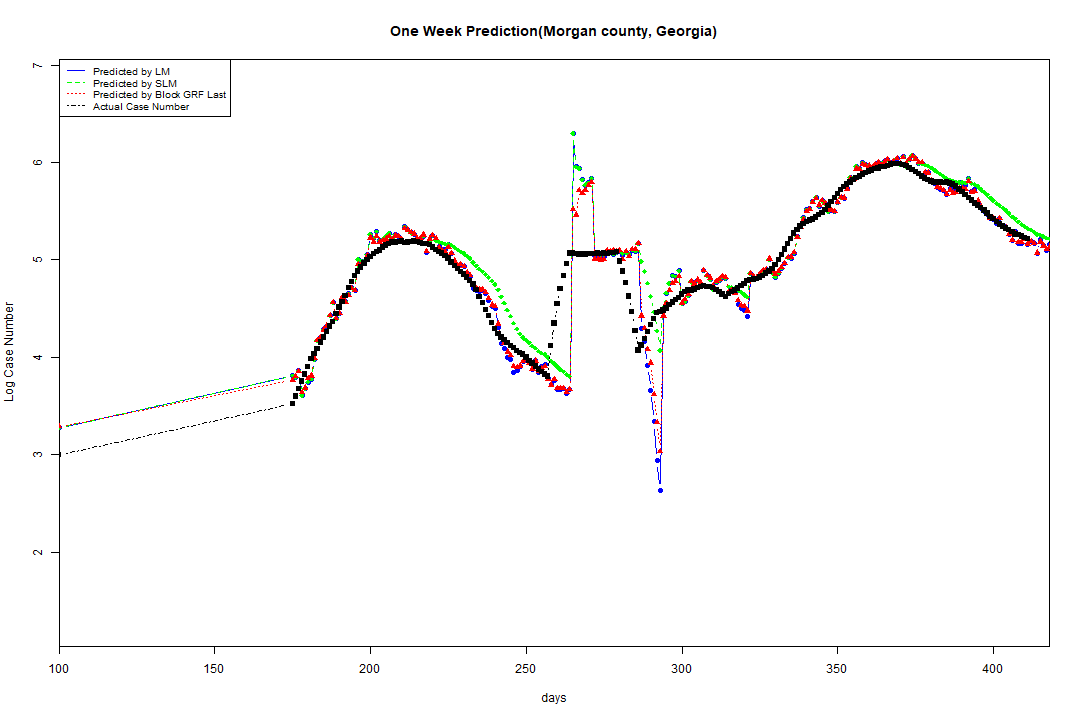 One Week Prediction(Morgan county, Georgia)
7
Predicted by LM
Predicted by SLM
Predicted by Block GRF Last
Actual Case Number
6
5
4
3
2
Log Case Number
100 150 200 250 300 350 400
days